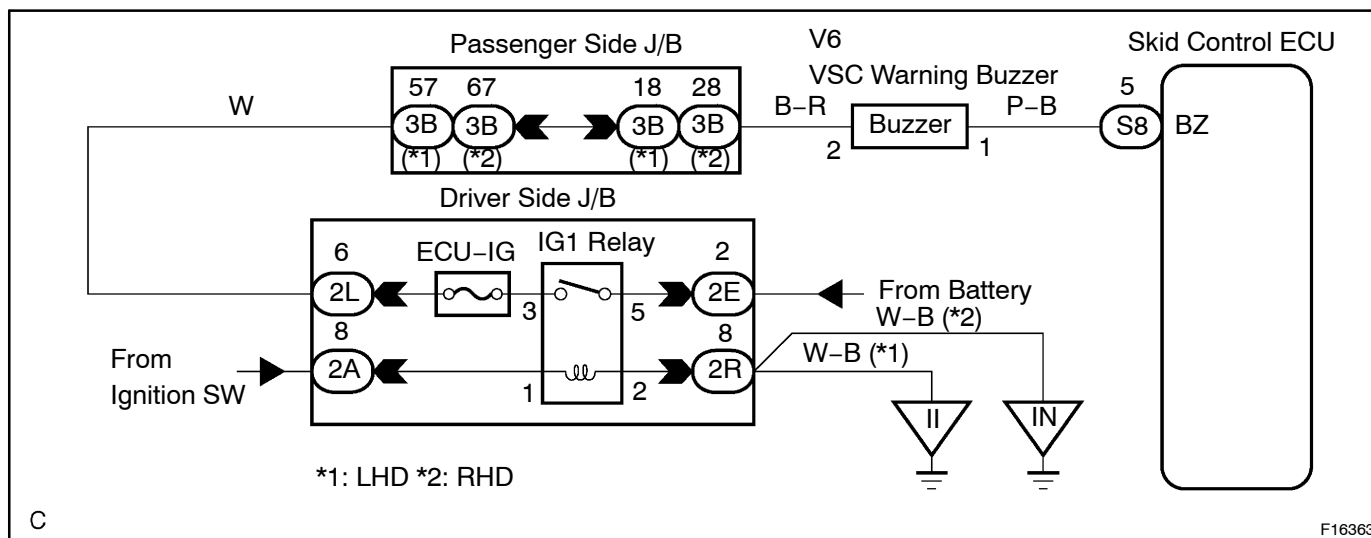 Passenger Side J/B
V6
VSC Warning Buzzer
Skid Control ECU
57 67 18 28
W
3B 3B 3B 3B
(*1) (*2) (*1) (*2)
B–R
Buzzer
2 1
P–B
5
S8 BZ
Driver Side J/B
6 ECU–IG IG1 Relay 2
2L 3 5 2E From Battery
8 8 W–B (*2)
From
Ignition SW
2A 1 2 2R W–B (*1)
II IN
*1: LHD *2: RHD
C
F16363